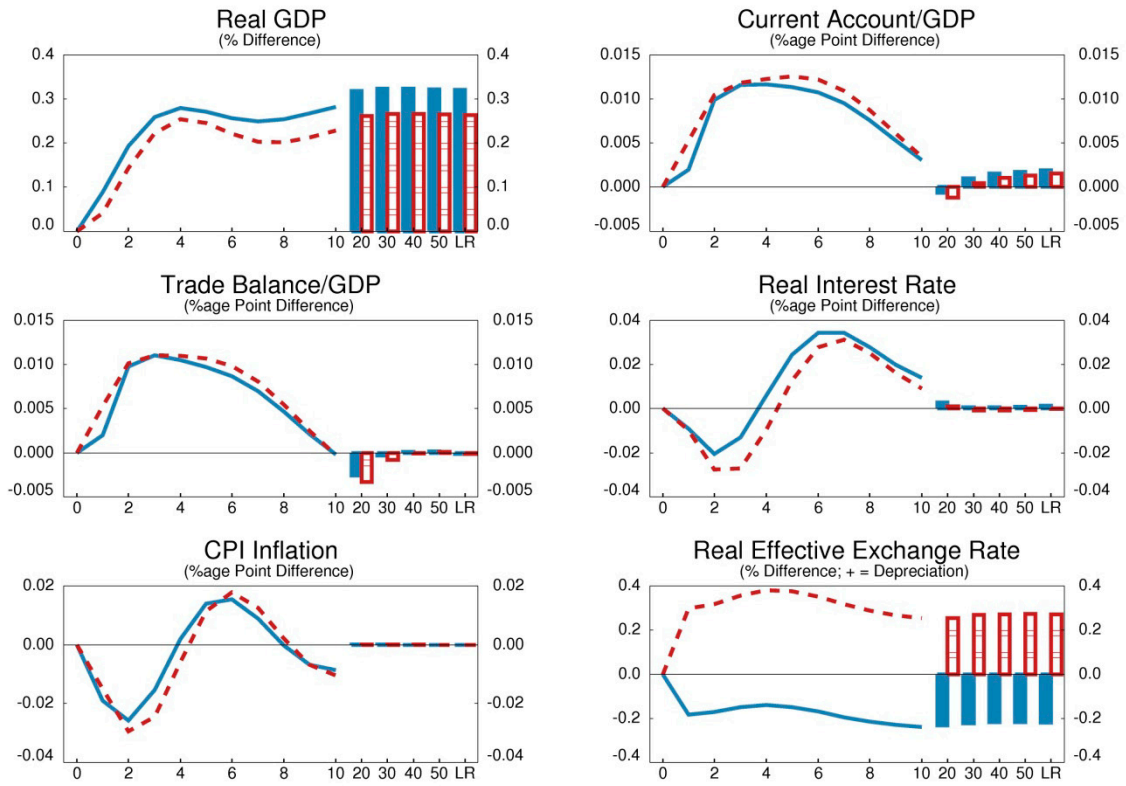 Real GDP
(% Difference)
0.4 0.4
0.3 0.3
0.2 0.2
0.1 0.1
0.0 0.0
0 2 4 6 8 10 20 30 40 50 LR
Current Account/GDP
(%age Point Difference)
0.015 0.015
0.010 0.010
0.005 0.005
0.000 0.000
-0.005 -0.005
0 2 4 6 8 10 20 30 40 50 LR
Trade Balance/GDP
(%age Point Difference)
0.015 0.015
0.010 0.010
0.005 0.005
0.000 0.000
-0.005 -0.005
0 2 4 6 8 10 20 30 40 50 LR
Real Interest Rate
(%age Point Difference)
0.04 0.04
0.02 0.02
0.00 0.00
-0.02 -0.02
-0.04 -0.04
0 2 4 6 8 10 20 30 40 50 LR
CPI Inflation
(%age Point Difference)
0.02 0.02
0.00 0.00
-0.02 -0.02
-0.04 -0.04
0 2 4 6 8 10 20 30 40 50 LR
Real Effective Exchange Rate
(% Difference; + = Depreciation)
0.4 0.4
0.2 0.2
0.0 0.0
-0.2 -0.2
-0.4 -0.4
0 2 4 6 8 10 20 30 40 50 LR